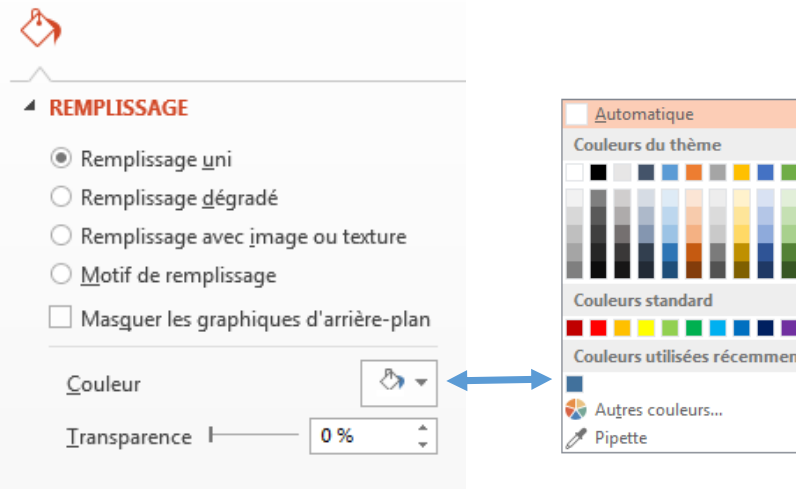 REMPLISSAGE
Remplissage uni
Remplissage dégradé
Remplissage avec image ou texture
Motif de remplissage
Masquer les graphiques d'arrière-plan
Couleur
Transparence 0 %
Automatique
Couleurs du thème
Couleurs standard
Couleurs utilisées récemmen
Autres couleurs...
Pipette